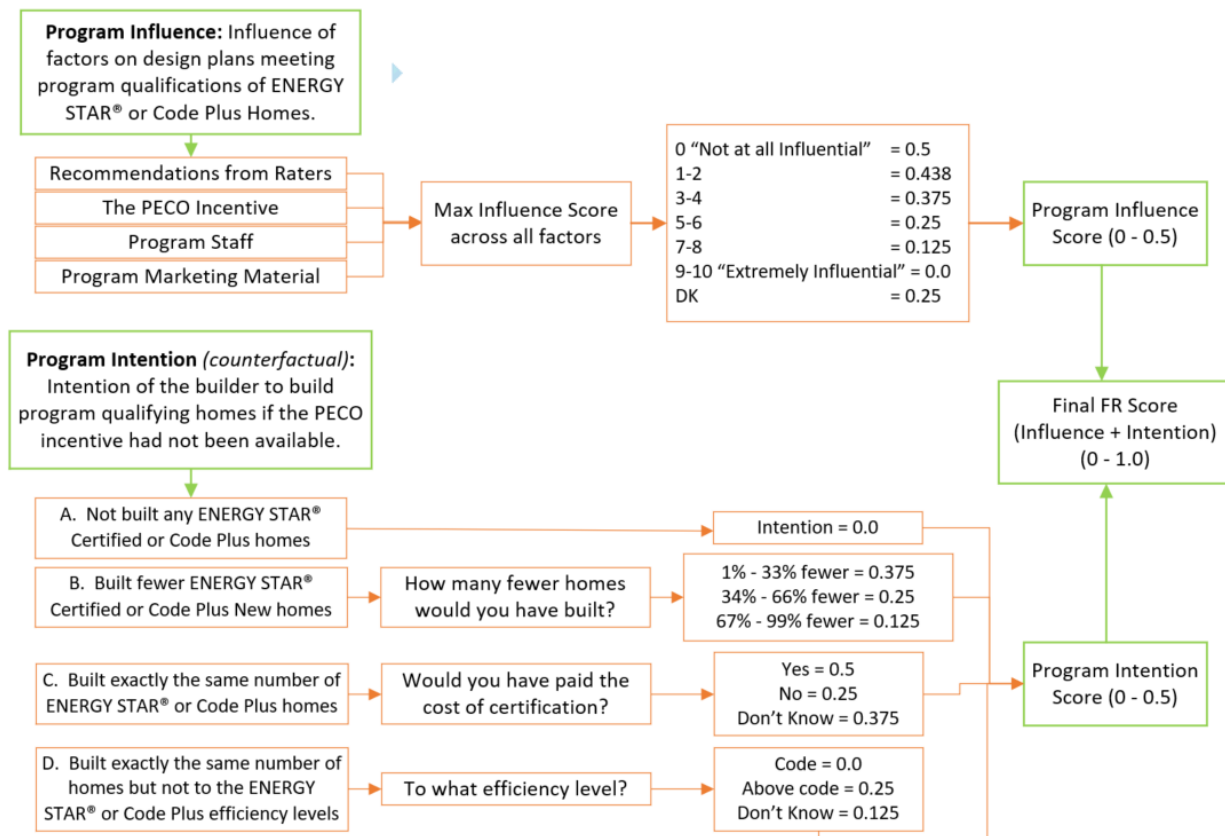 Program Influence: Influence of
factors on design plans meeting
program qualifications of ENERGY
STAR® or Code Plus Homes.
Recommendations from Raters
The PECO Incentive
Program Staff
Program Marketing Material
Max Influence Score
across all factors
0 “Not at all Influential” = 0.5
1-2 = 0.438
3-4 = 0.375
5-6 = 0.25
7-8 = 0.125
9-10 “Extremely Influential” = 0.0
DK = 0.25
Program Influence
Score (0 - 0.5)
Program Intention (counterfactual):
Intention of the builder to build
program qualifying homes if the PECO
incentive had not been available.
Final FR Score
(Influence + Intention)
(0 - 1.0)
A. Not built any ENERGY STAR®
Certified or Code Plus homes
Intention = 0.0
B. Built fewer ENERGY STAR®
Certified or Code Plus New homes
How many fewer homes
would you have built?
1% - 33% fewer = 0.375
34% - 66% fewer = 0.25
67% - 99% fewer = 0.125
C. Built exactly the same number of
ENERGY STAR® or Code Plus homes
Would you have paid the
cost of certification?
Yes = 0.5
No = 0.25
Don’t Know = 0.375
Program Intention
Score (0 - 0.5)
D. Built exactly the same number of
homes but not to the ENERGY
STAR® or Code Plus efficiency levels
To what efficiency level?
Code = 0.0
Above code = 0.25
Don’t Know = 0.125